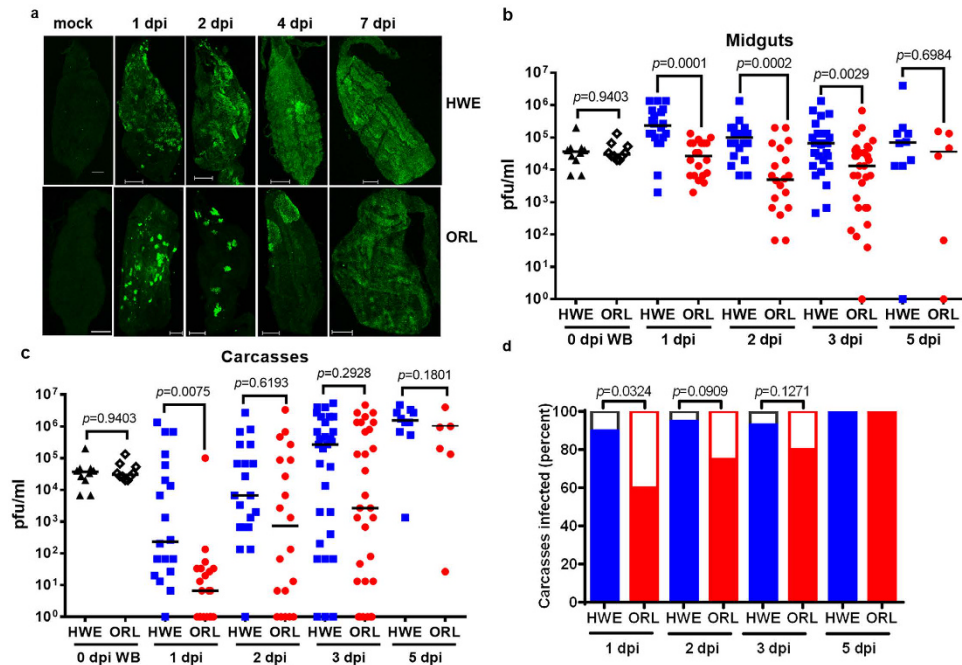 a
mock 1 dpi 2 dpi 4 dpi 7 dpi
HWE
ORL
b
Midguts
p=0.9403
p=0.0001
p=0.0002
p=0.0029
p=0.6984
pfu/ml
10⁷
10⁶
10⁵
10⁴
10³
10²
10¹
10⁰
HWE ORL HWE ORL HWE ORL HWE ORL HWE ORL
0 dpi WB 1 dpi 2 dpi 3 dpi 5 dpi
c
Carcasses
p=0.9403
p=0.0075
p=0.6193
p=0.2928
p=0.1801
pfu/ml
10⁷
10⁶
10⁵
10⁴
10³
10²
10¹
10⁰
HWE ORL HWE ORL HWE ORL HWE ORL HWE ORL
0 dpi WB 1 dpi 2 dpi 3 dpi 5 dpi
d
p=0.0324
p=0.0909
p=0.1271
Carcasses infected (percent)
100
80
60
40
20
0
HWE ORL HWE ORL HWE ORL HWE ORL
1 dpi 2 dpi 3 dpi 5 dpi